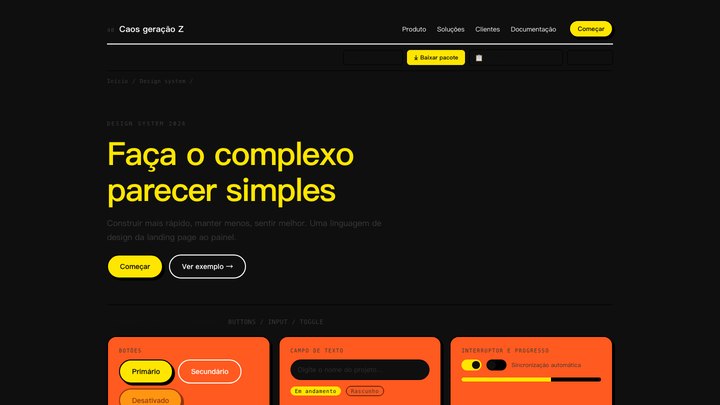 Caos geração Z
Produto Soluções Clientes Documentação Começar
Baixar pacote
Início / Design system /
DESIGN SYSTEM 2026
Faça o complexo
parecer simples
Construir mais rápido, manter menos, sentir melhor. Uma linguagem de
design da landing page ao painel.
Começar Ver exemplo →
BUTTONS / INPUT / TOGGLE
BOTÕES
Primário Secundário
Desativado
CAMPO DE TEXTO
Digite o nome do projeto...
Em andamento Rascunho
INTERRUPTOR E PROGRESSO
Sincronização automática